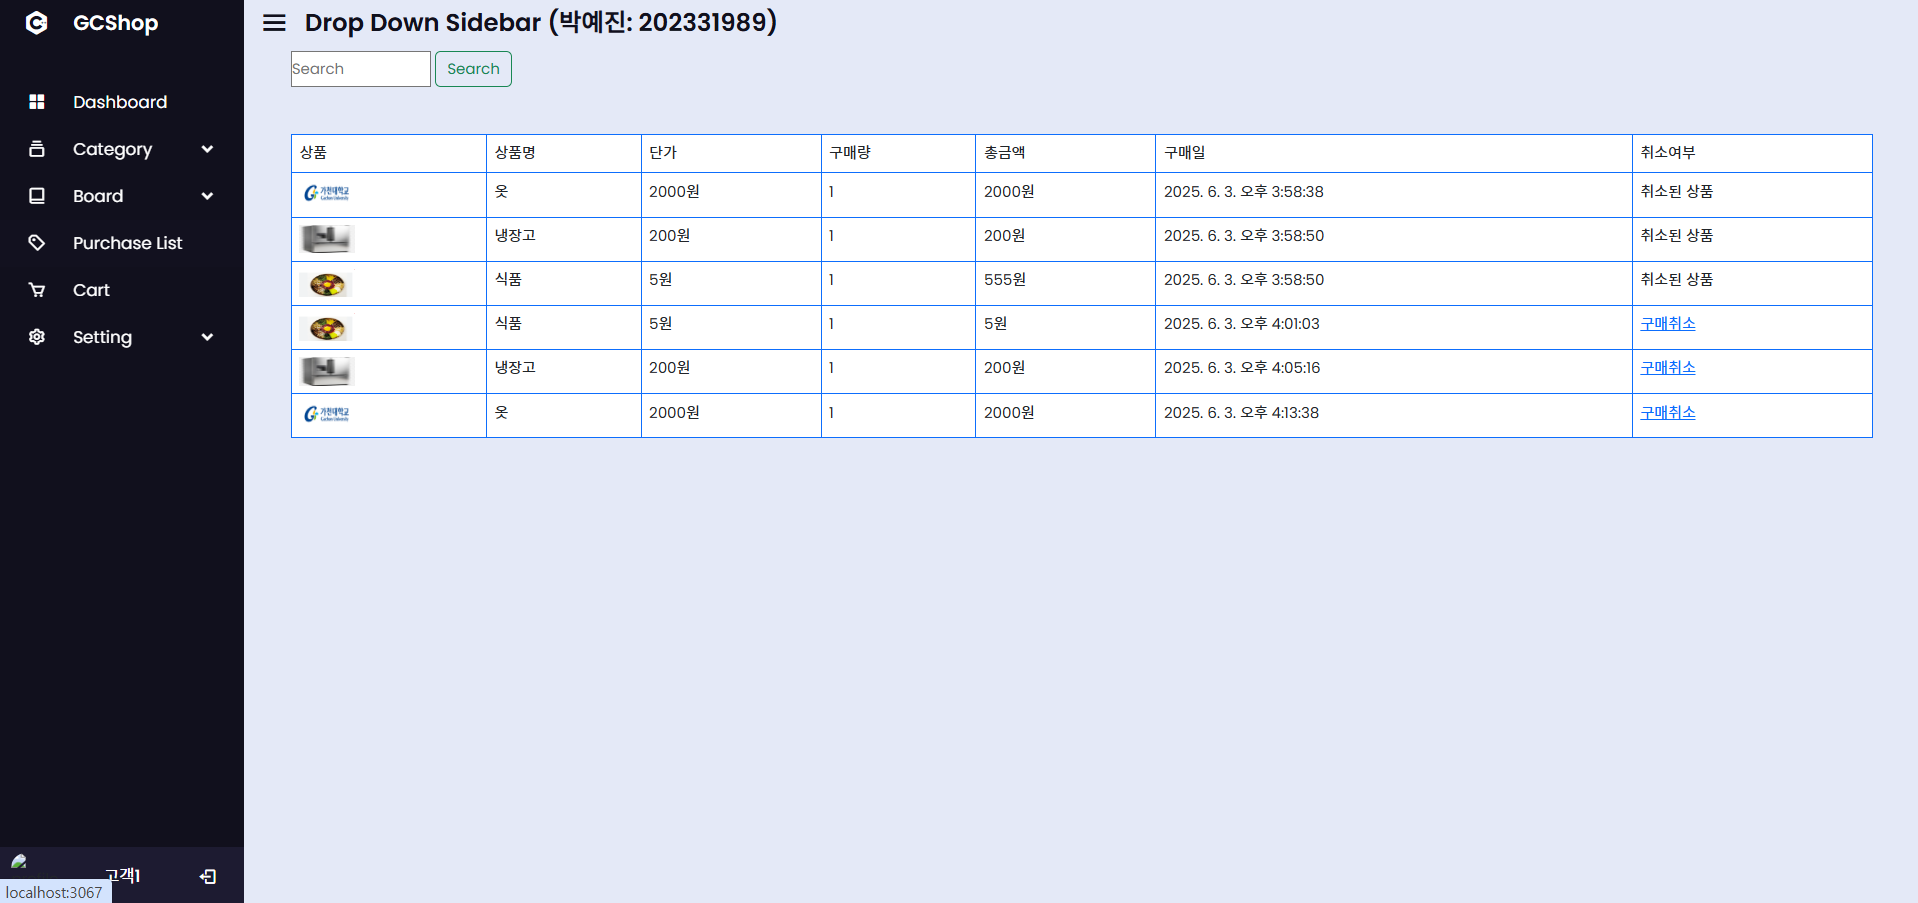 GCShop
Drop Down Sidebar (박예진: 202331989)
Search Search
Dashboard
Category
Board
Purchase List
Cart
Setting
상품 상품명 단가 구매량 총금액 구매일 취소여부
가천대학교 옷 2000원 1 2000원 2025. 6. 3. 오후 3:58:38 취소된 상품
냉장고 200원 1 200원 2025. 6. 3. 오후 3:58:50 취소된 상품
식품 5원 1 555원 2025. 6. 3. 오후 3:58:50 취소된 상품
식품 5원 1 5원 2025. 6. 3. 오후 4:01:03 구매취소
냉장고 200원 1 200원 2025. 6. 3. 오후 4:05:16 구매취소
가천대학교 옷 2000원 1 2000원 2025. 6. 3. 오후 4:13:38 구매취소
고객1
localhost:3067